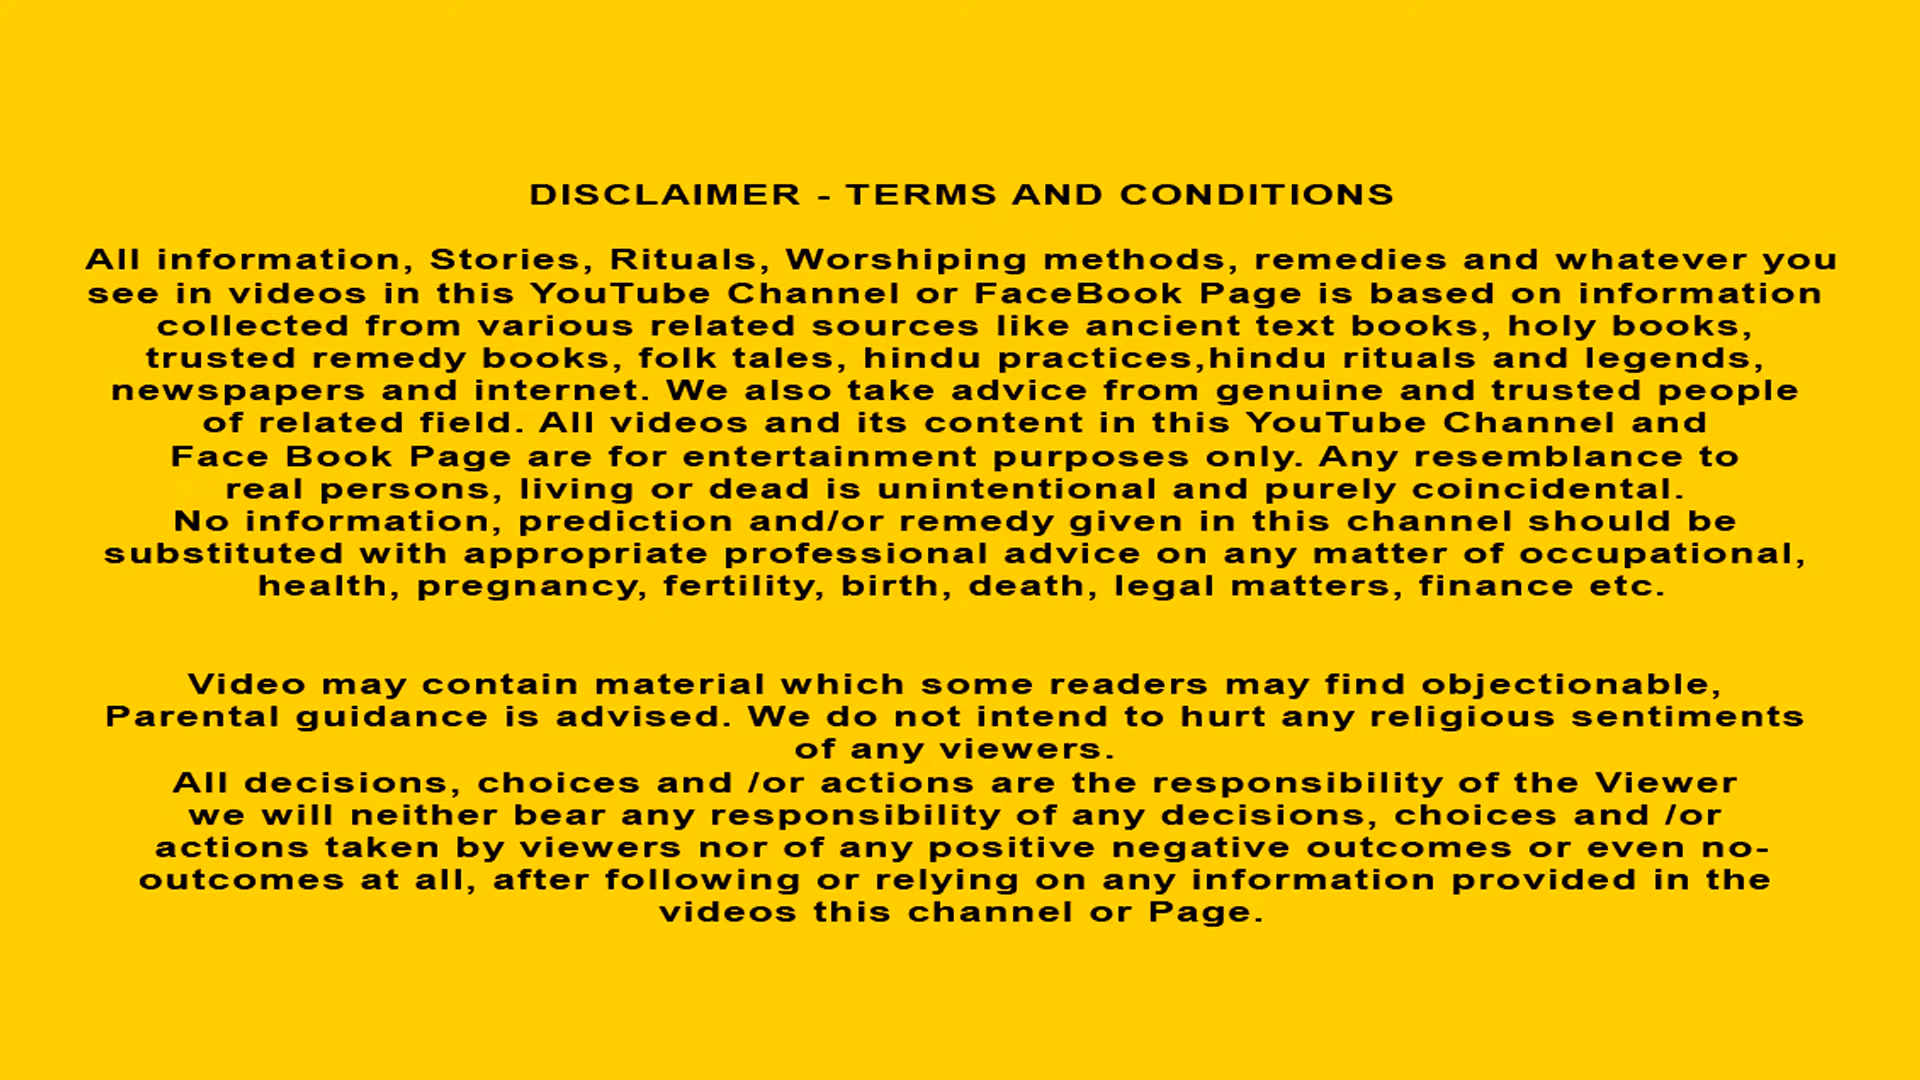 DISCLAIMER - TERMS AND CONDITIONS
All information, Stories, Rituals, Worshiping methods, remedies and whatever you
see in videos in this YouTube Channel or FaceBook Page is based on information
collected from various related sources like ancient text books, holy books,
trusted remedy books, folk tales, hindu practices,hindu rituals and legends,
newspapers and internet. We also take advice from genuine and trusted people
of related field. All videos and its content in this YouTube Channel and
Face Book Page are for entertainment purposes only. Any resemblance to
real persons, living or dead is unintentional and purely coincidental.
No information, prediction and/or remedy given in this channel should be
substituted with appropriate professional advice on any matter of occupational,
health, pregnancy, fertility, birth, death, legal matters, finance etc.
Video may contain material which some readers may find objectionable,
Parental guidance is advised. We do not intend to hurt any religious sentiments
of any viewers.
All decisions, choices and /or actions are the responsibility of the Viewer
we will neither bear any responsibility of any decisions, choices and /or
actions taken by viewers nor of any positive negative outcomes or even no-
outcomes at all, after following or relying on any information provided in the
videos this channel or Page.